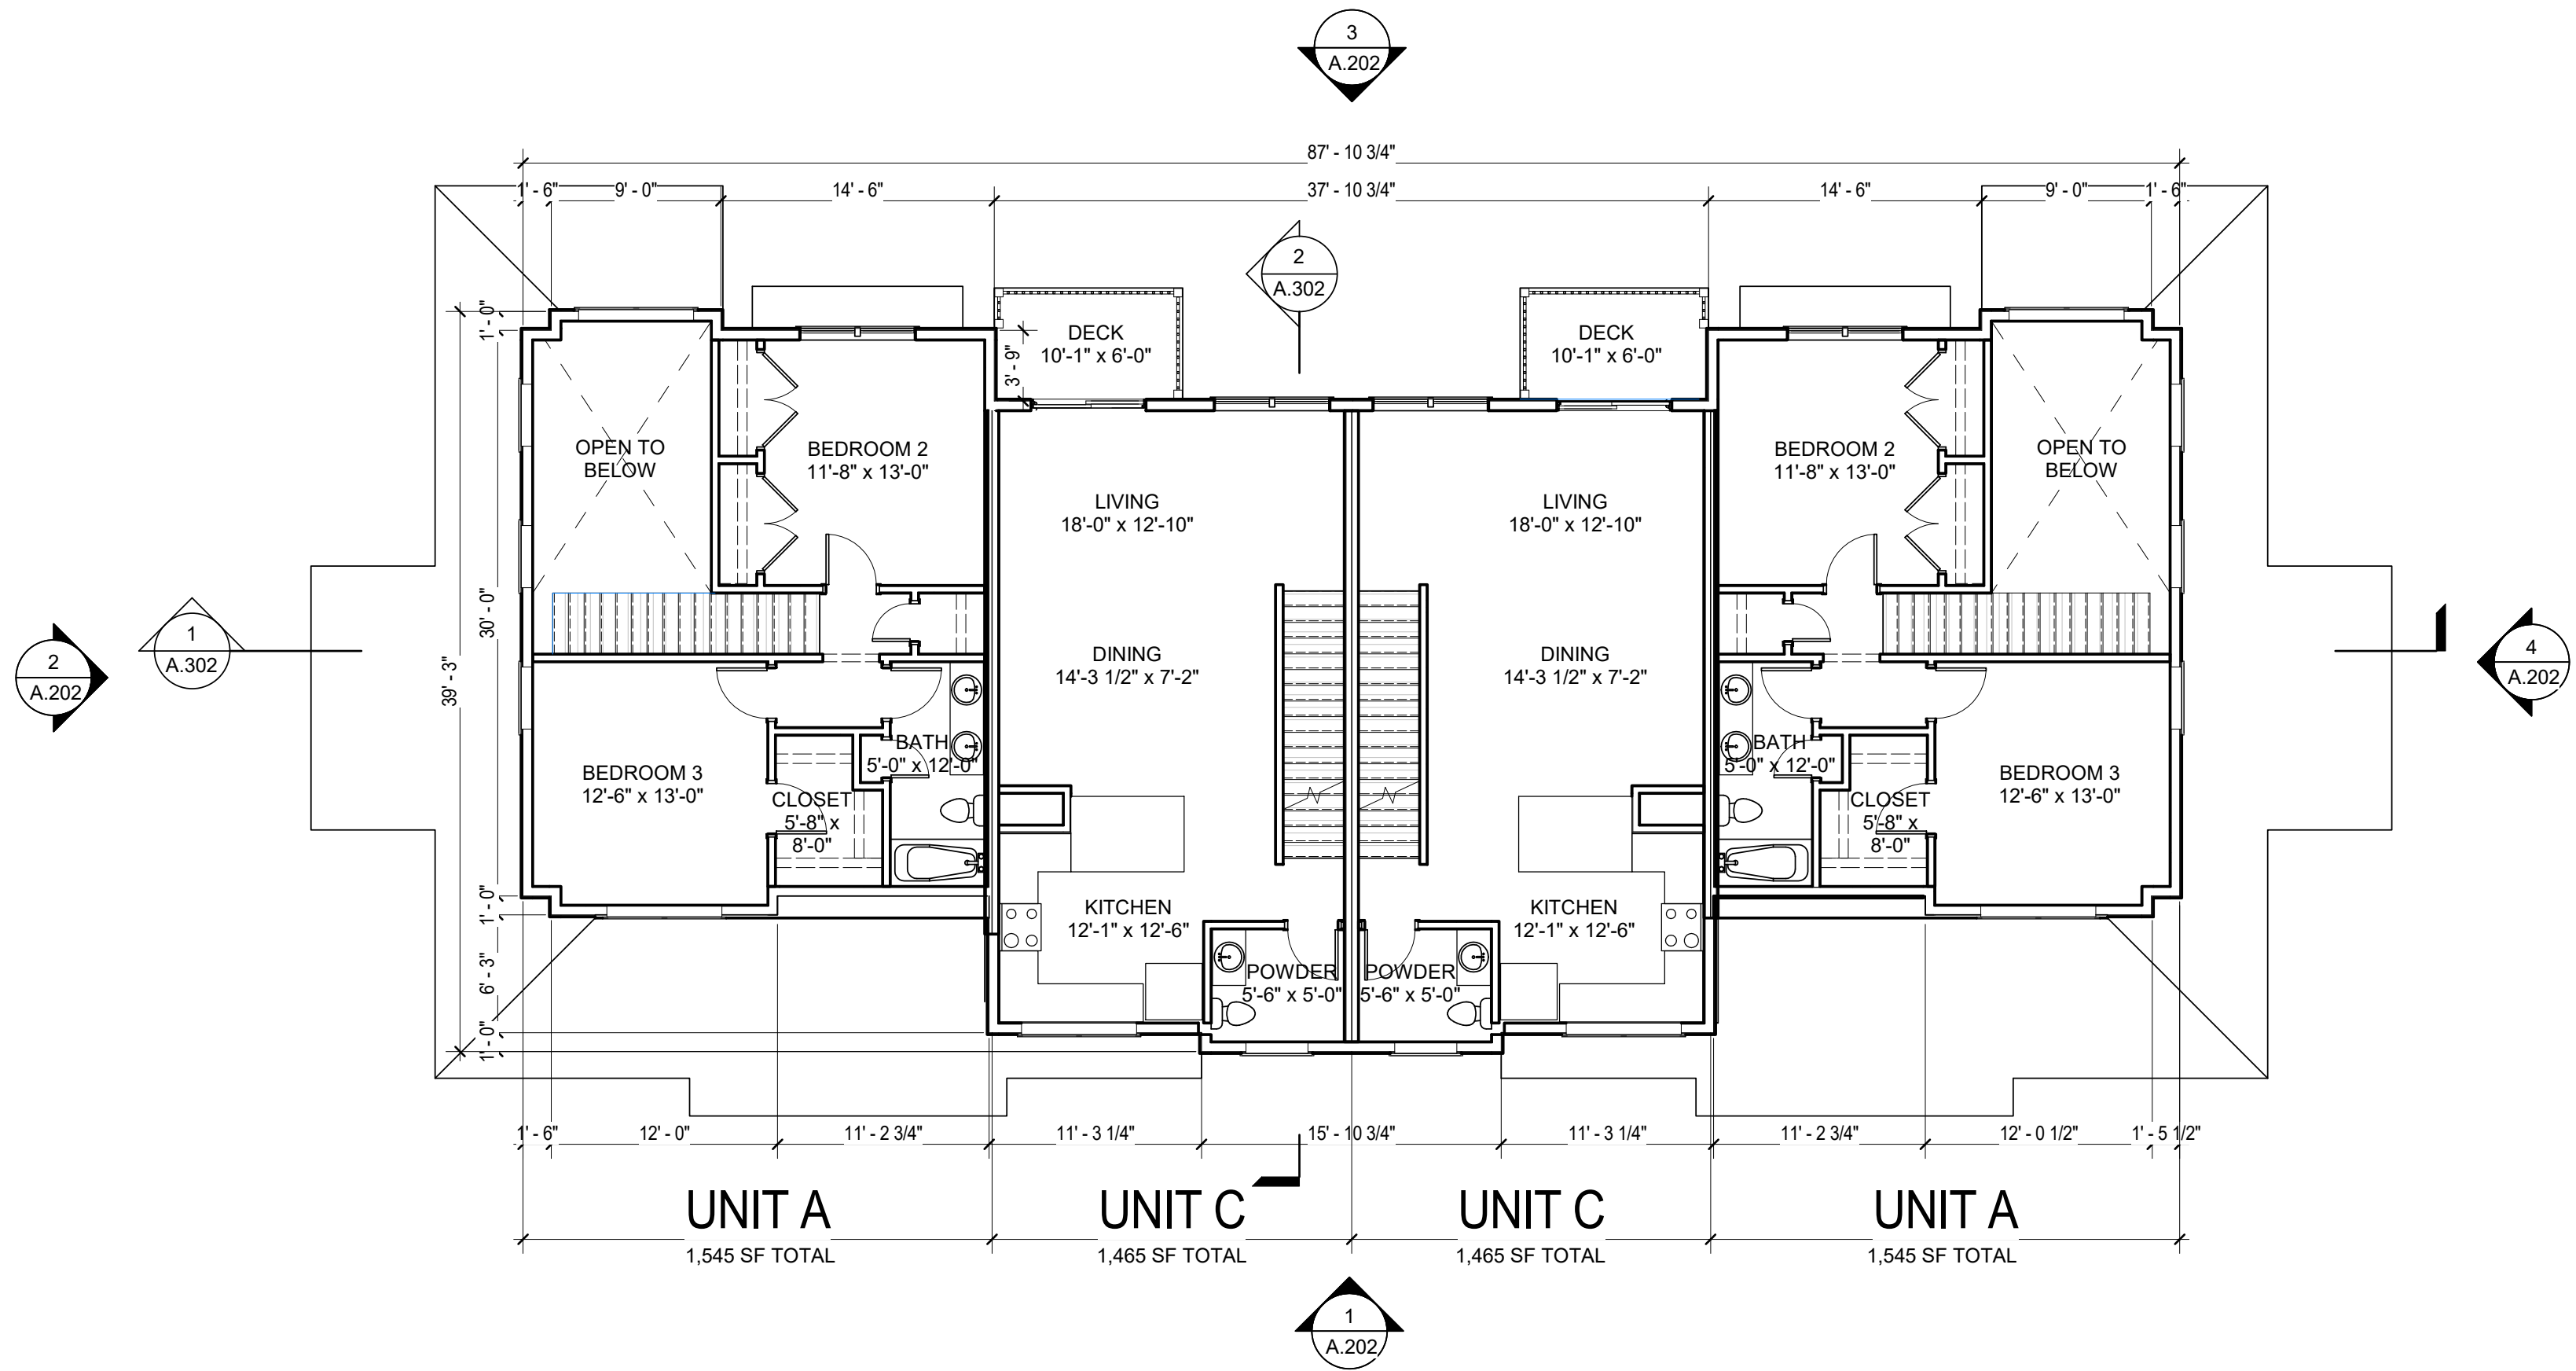 3
A.202
87' - 10 3/4"
1' - 6"
9' - 0"
14' - 6"
37' - 10 3/4"
14' - 6"
9' - 0"
1' - 6"
2
A.302
1' - 0"
DECK
10'-1" x 6'-0"
3' - 9"
DECK
10'-1" x 6'-0"
OPEN TO
BELOW
BEDROOM 2
11'-8" x 13'-0"
BEDROOM 2
11'-8" x 13'-0"
OPEN TO
BELOW
LIVING
18'-0" x 12'-10"
LIVING
18'-0" x 12'-10"
30' - 0"
1
A.302
2
A.202
39' - 3"
DINING
14'-3 1/2" x 7'-2"
DINING
14'-3 1/2" x 7'-2"
4
A.202
BATH
5'-0" x 12'-0"
BATH
5'-0" x 12'-0"
BEDROOM 3
12'-6" x 13'-0"
CLOSET
5'-8" x
8'-0"
CLOSET
5'-8" x
8'-0"
BEDROOM 3
12'-6" x 13'-0"
1' - 0"
KITCHEN
12'-1" x 12'-6"
KITCHEN
12'-1" x 12'-6"
6' - 3"
POWDER
5'-6" x 5'-0"
POWDER
5'-6" x 5'-0"
1' - 0"
1' - 6"
12' - 0"
11' - 2 3/4"
11' - 3 1/4"
15' - 10 3/4"
11' - 3 1/4"
11' - 2 3/4"
12' - 0 1/2"
1' - 5 1/2"
UNIT A
UNIT C
UNIT C
UNIT A
1,545 SF TOTAL
1,465 SF TOTAL
1,465 SF TOTAL
1,545 SF TOTAL
1
A.202